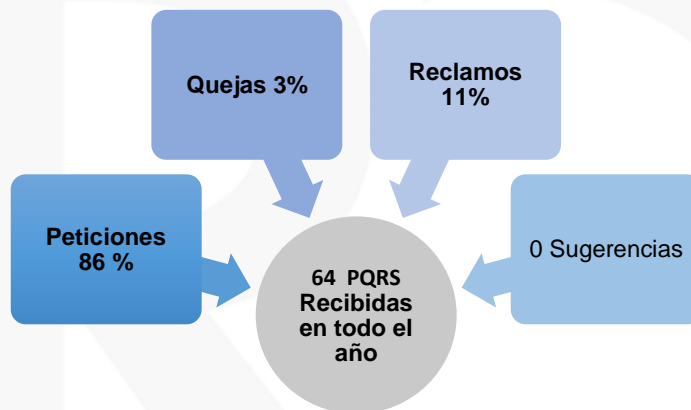 Quejas 3%
Reclamos
11%
Peticiones
86 %
0 Sugerencias
64 PQRS
Recibidas
en todo el
año